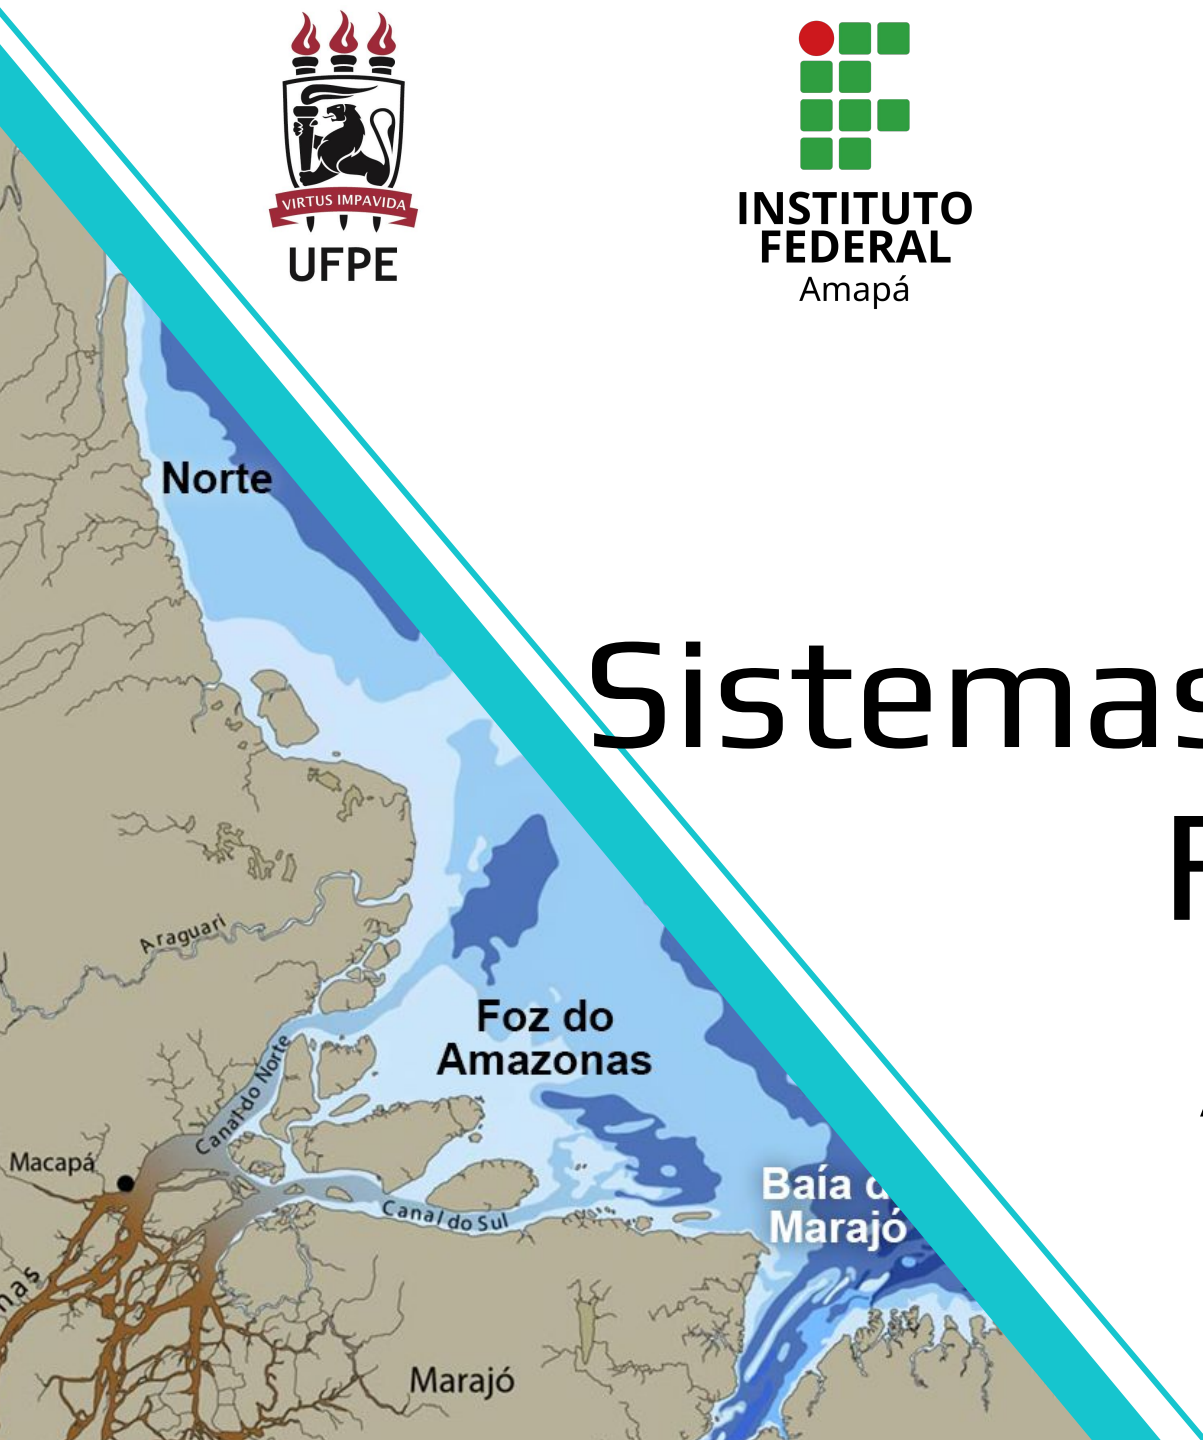 VIRTUS IMPAVIDA
UFPE
INSTITUTO
FEDERAL
Amapá
Norte
Sistemas
Araguari
Foz do
Amazonas
Canal do Norte
Macapá
Baía
Marajó
Canal do Sul
Marajó